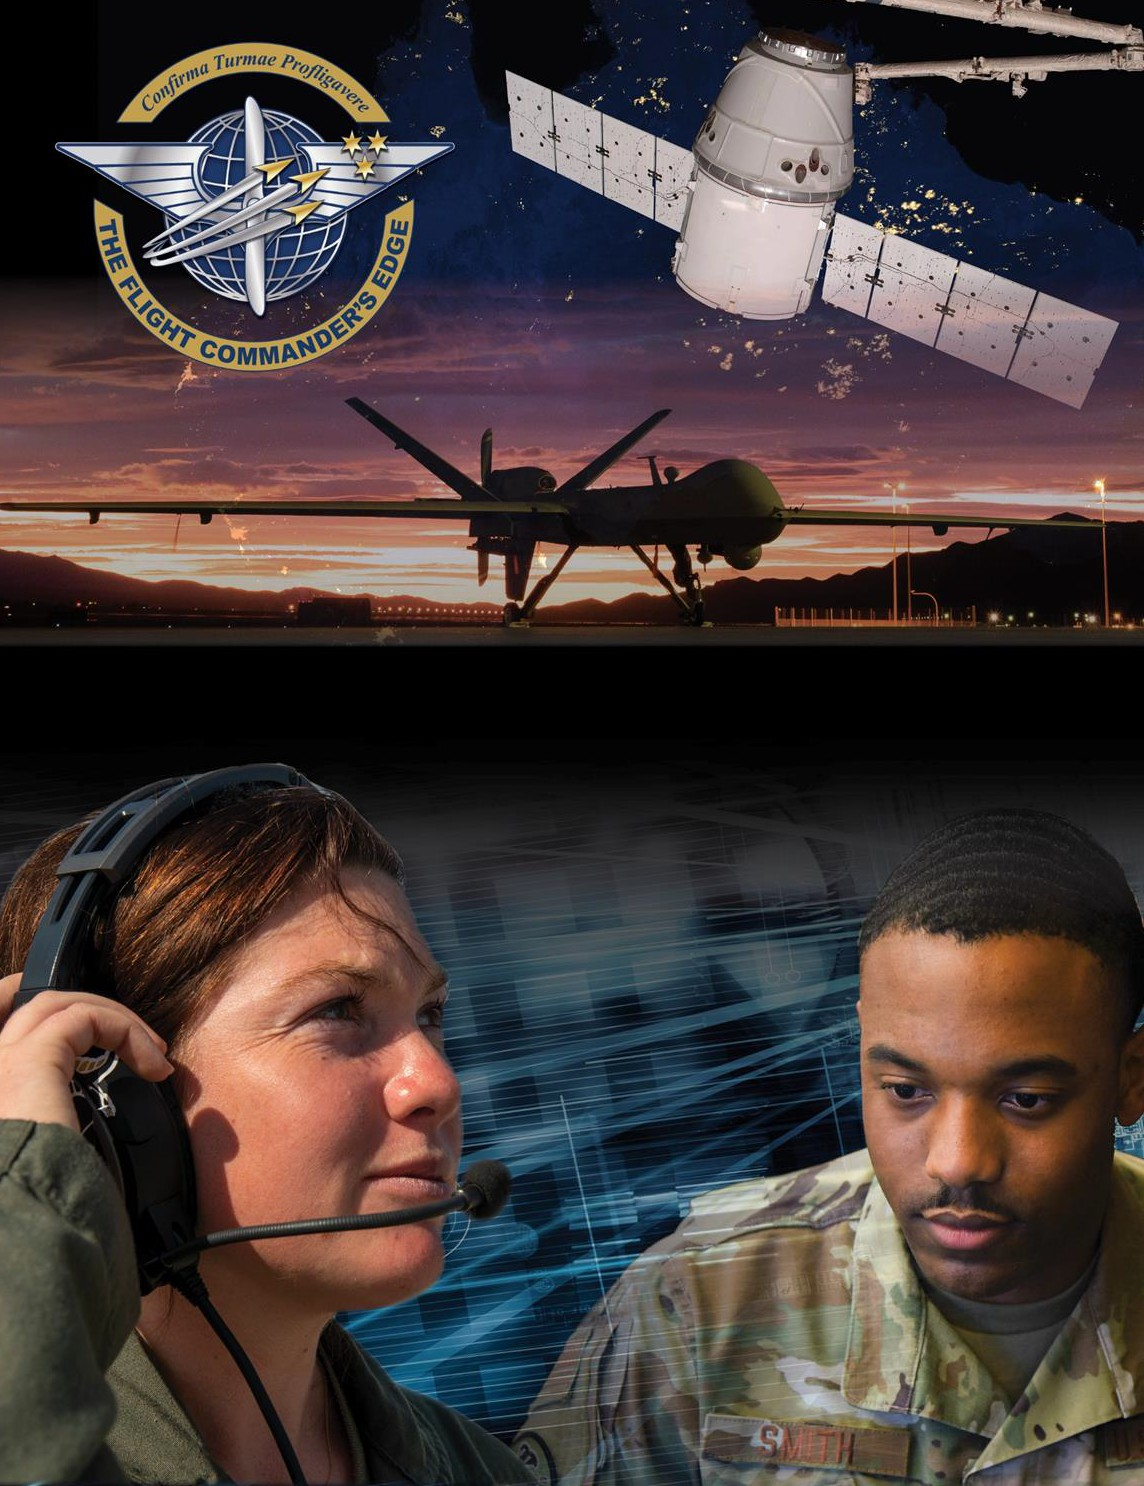 Confirma Turmae Profligavere
THE FLIGHT COMMANDER'S EDGE
SMITH